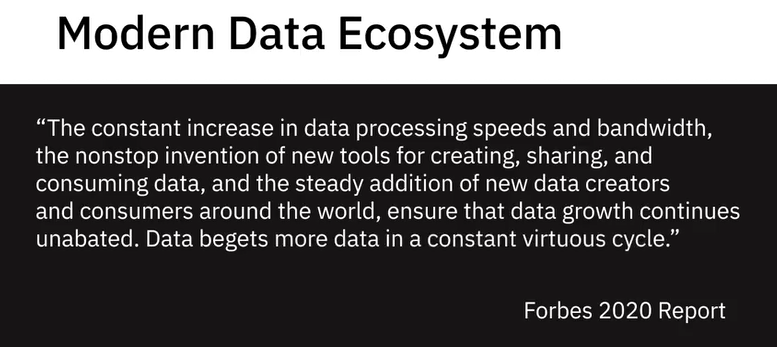 Modern Data Ecosystem
“The constant increase in data processing speeds and bandwidth,
the nonstop invention of new tools for creating, sharing, and
consuming data, and the steady addition of new data creators
and consumers around the world, ensure that data growth continues
unabated. Data begets more data in a constant virtuous cycle.”
Forbes 2020 Report